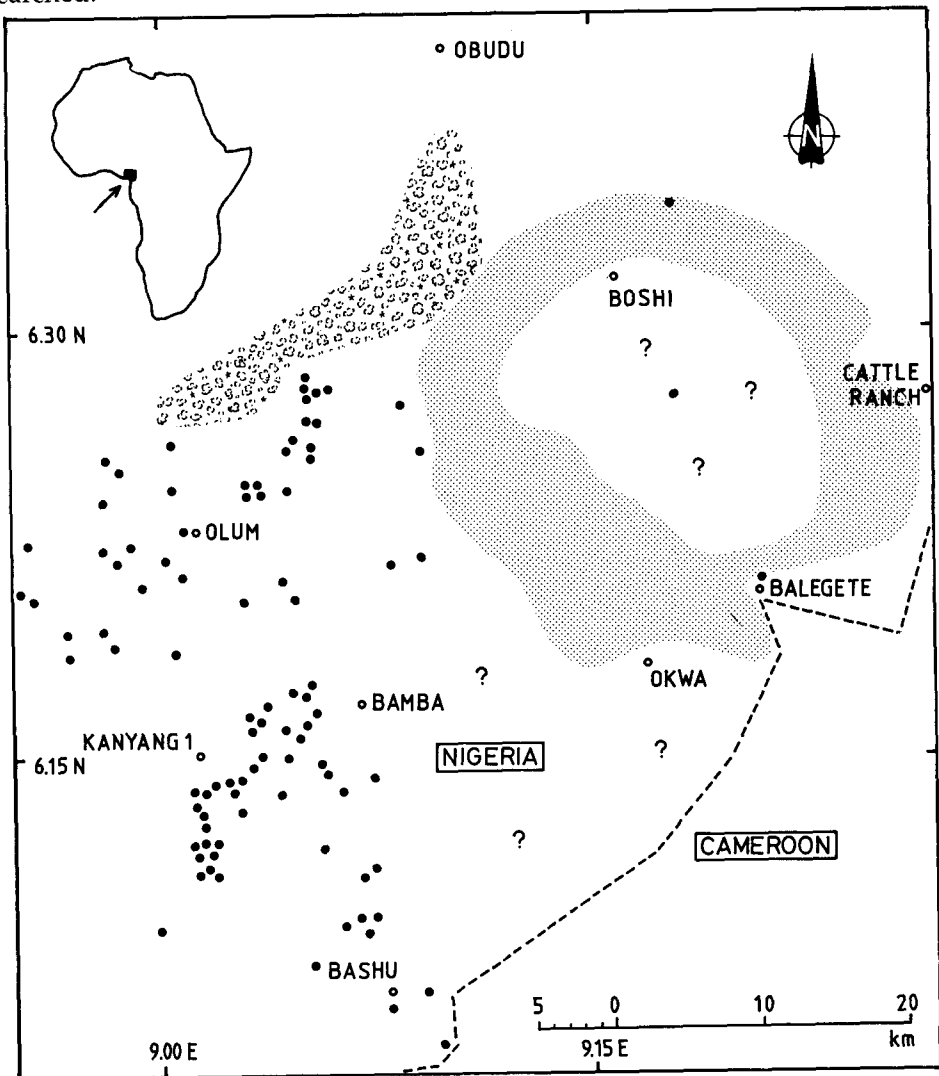 OBUDU
N
BOSHI
6.30 N
?
CATTLE
RANCH
?
?
OLUM
BALEGETE
OKWA
?
BAMBA
KANYANG 1
NIGERIA
?
6.15 N
CAMEROON
?
BASHU
5 0 10 20
km
9.00 E
9.15 E